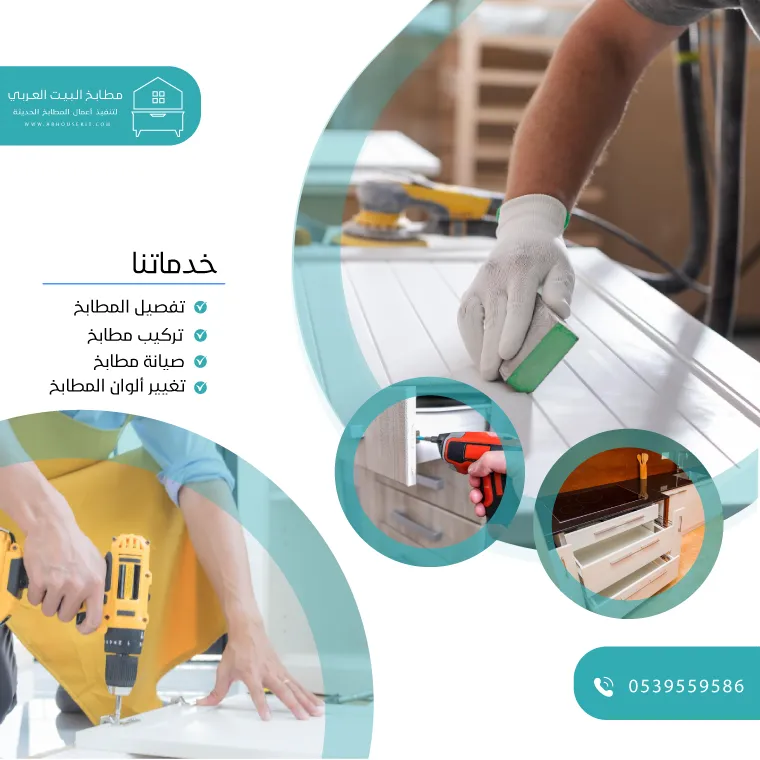 مطابخ البيت العربي
لتنفيذ أعمال المطابخ الحديثة
خدماتنا
تفصيل المطابخ
تركيب مطابخ
صيانة مطابخ
تغيير ألوان المطابخ
0539559586